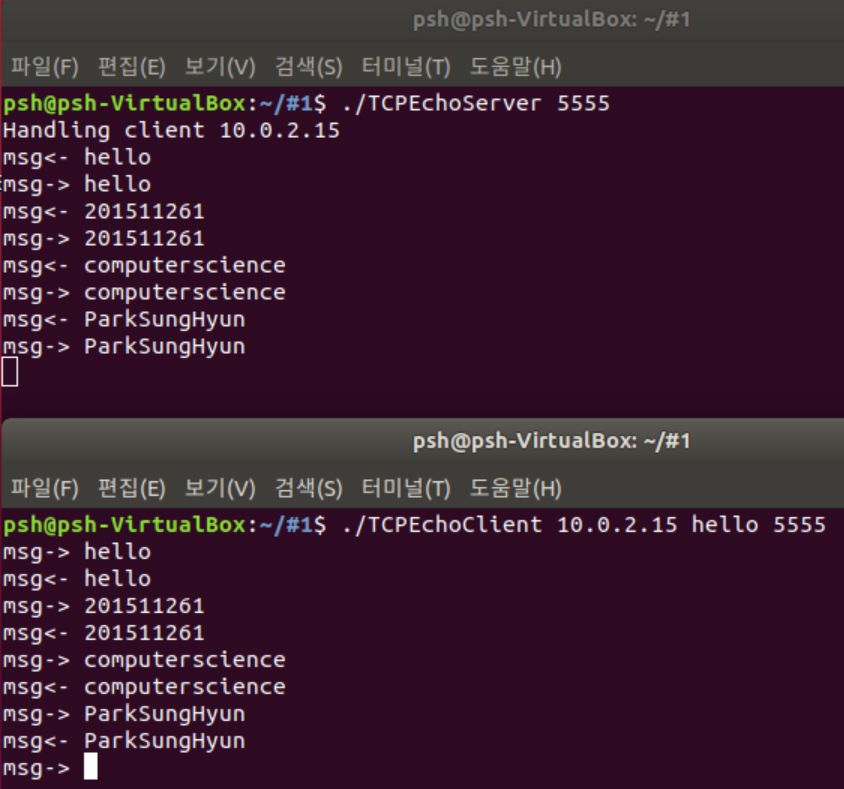 psh@psh-VirtualBox: ~/#1
파일(F) 편집(E) 보기(V) 검색(S) 터미널(T) 도움말(H)
psh@psh-VirtualBox:~/#1$ ./TCPEchoServer 5555
Handling client 10.0.2.15
msg<- hello
msg-> hello
msg<- 201511261
msg-> 201511261
msg<- computerscience
msg-> computerscience
msg<- ParkSungHyun
msg-> ParkSungHyun
psh@psh-VirtualBox: ~/#1
파일(F) 편집(E) 보기(V) 검색(S) 터미널(T) 도움말(H)
psh@psh-VirtualBox:~/#1$ ./TCPEchoClient 10.0.2.15 hello 5555
msg-> hello
msg<- hello
msg-> 201511261
msg<- 201511261
msg-> computerscience
msg<- computerscience
msg-> ParkSungHyun
msg<- ParkSungHyun
msg->